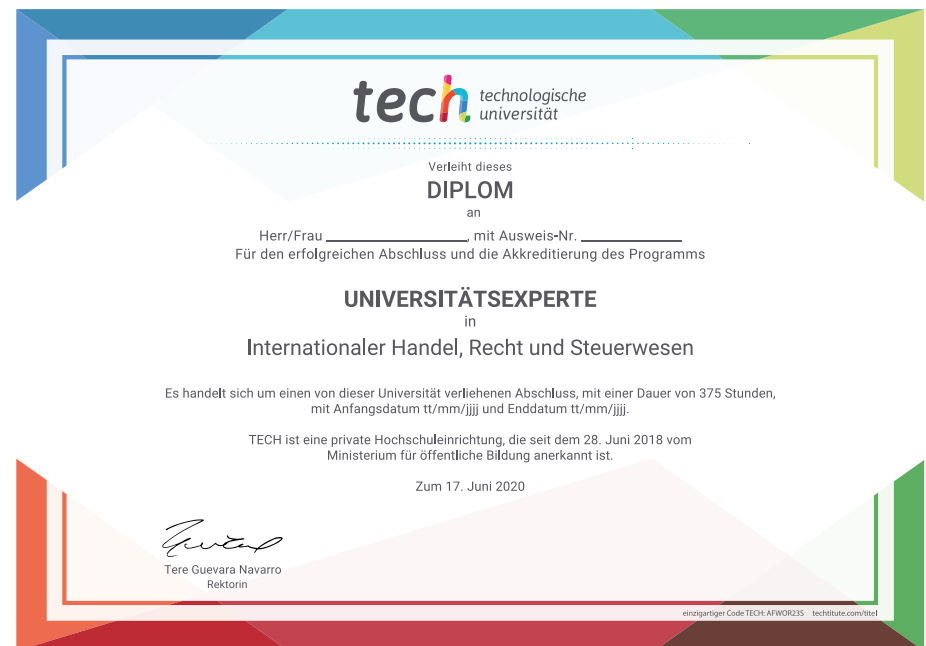 tech technologische
universität
Verleiht dieses
DIPLOM
an
Herr/Frau ____________________, mit Ausweis-Nr. ______________
Für den erfolgreichen Abschluss und die Akkreditierung des Programms
UNIVERSITÄTSEXPERTE
in
Internationaler Handel, Recht und Steuerwesen
Es handelt sich um einen von dieser Universität verliehenen Abschluss, mit einer Dauer von 375 Stunden,
mit Anfangsdatum tt/mm/jjjj und Enddatum tt/mm/jjjj.
TECH ist eine private Hochschuleinrichtung, die seit dem 28. Juni 2018 vom
Ministerium für öffentliche Bildung anerkannt ist.
Zum 17. Juni 2020
Tere Guevara Navarro
Rektorin
einzigartiger Code TECH: AFWOR23S techtitute.com/titel